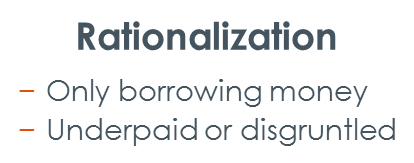 Rationalization
– Only borrowing money
– Underpaid or disgruntled